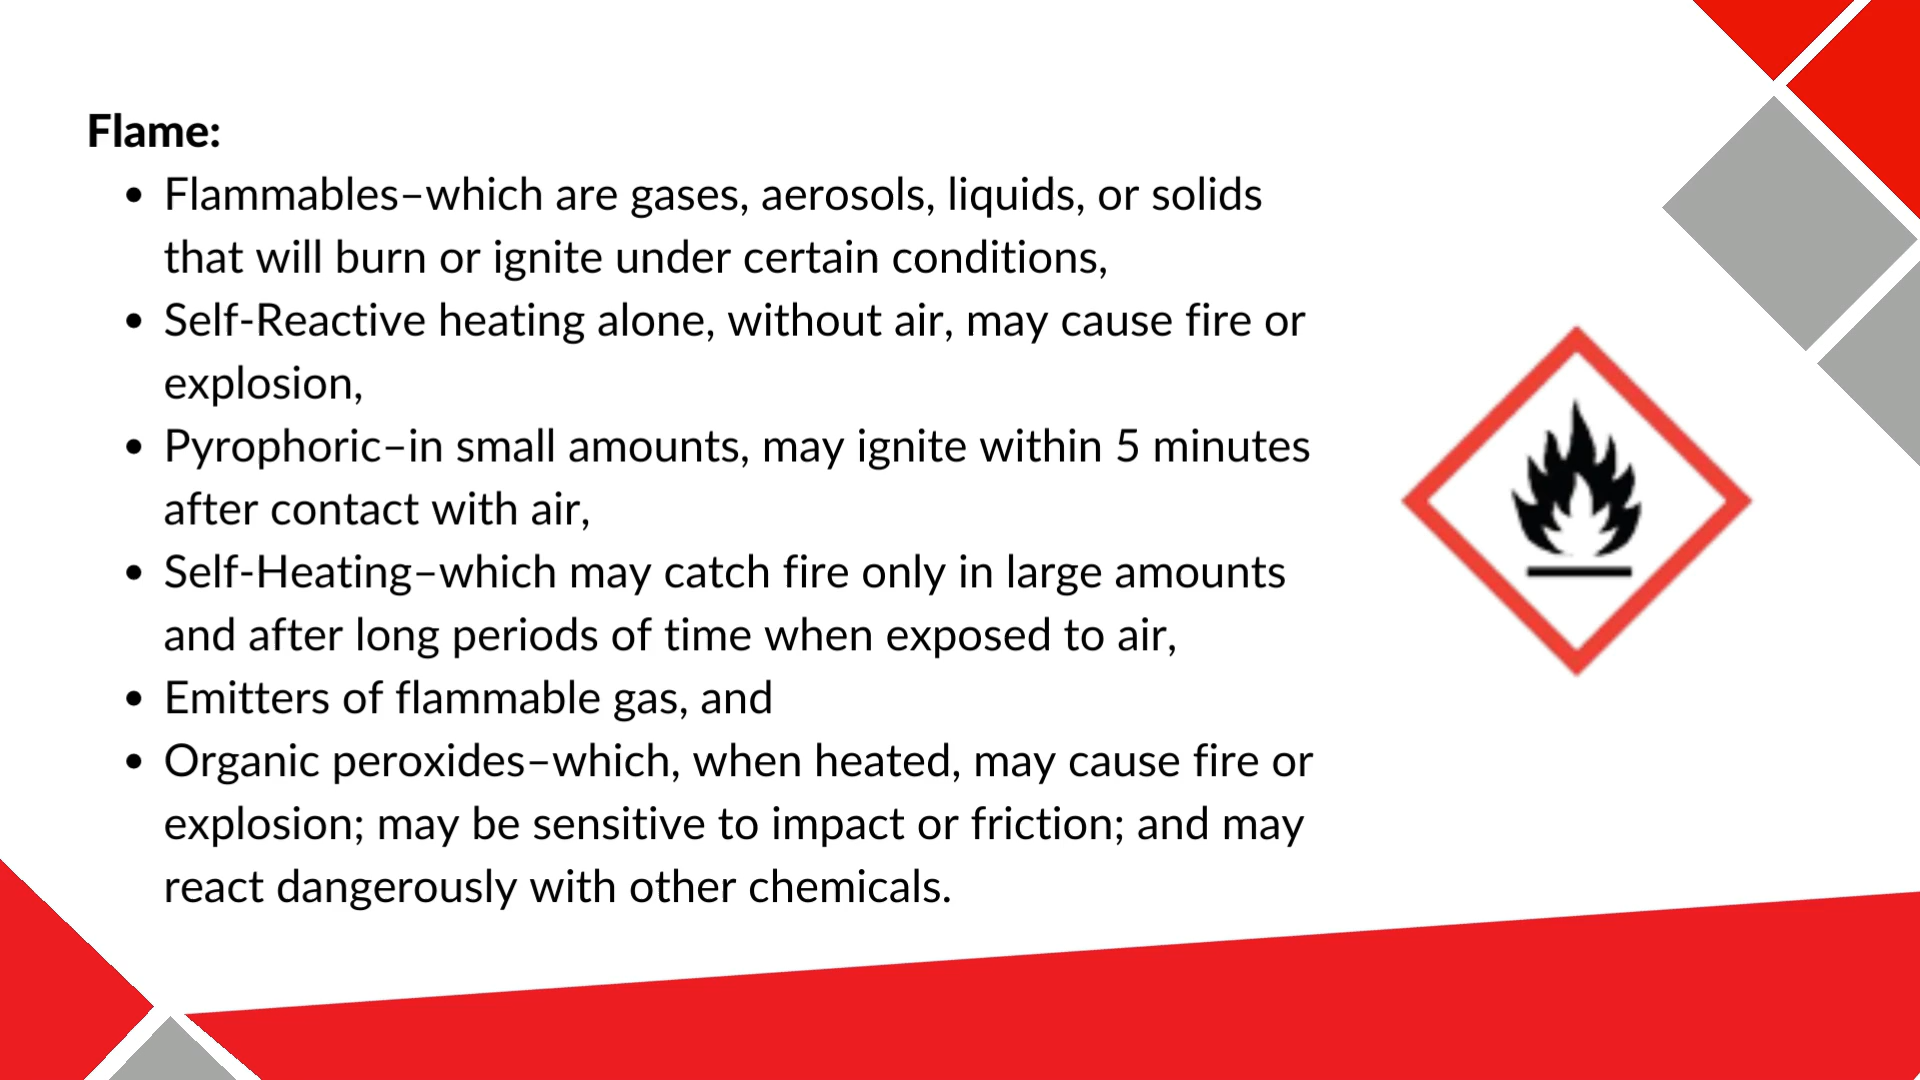 Flame:
• Flammables–which are gases, aerosols, liquids, or solids
that will burn or ignite under certain conditions,
• Self-Reactive heating alone, without air, may cause fire or
explosion,
• Pyrophoric–in small amounts, may ignite within 5 minutes
after contact with air,
• Self-Heating–which may catch fire only in large amounts
and after long periods of time when exposed to air,
• Emitters of flammable gas, and
• Organic peroxides–which, when heated, may cause fire or
explosion; may be sensitive to impact or friction; and may
react dangerously with other chemicals.